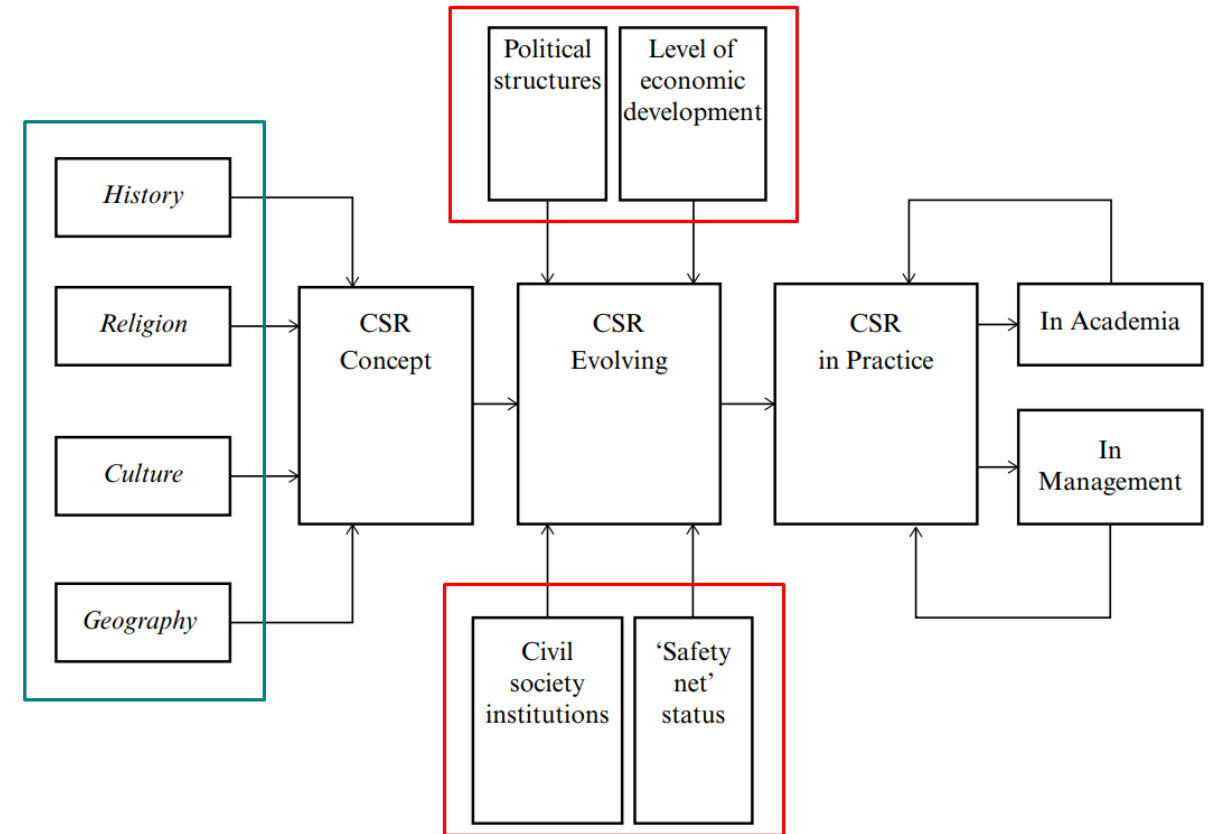 Political
structures
Level of
economic
development
History
Religion
Culture
Geography
CSR
Concept
CSR
Evolving
CSR
in Practice
In Academia
In
Management
Civil
society
institutions
‘Safety
net’
status